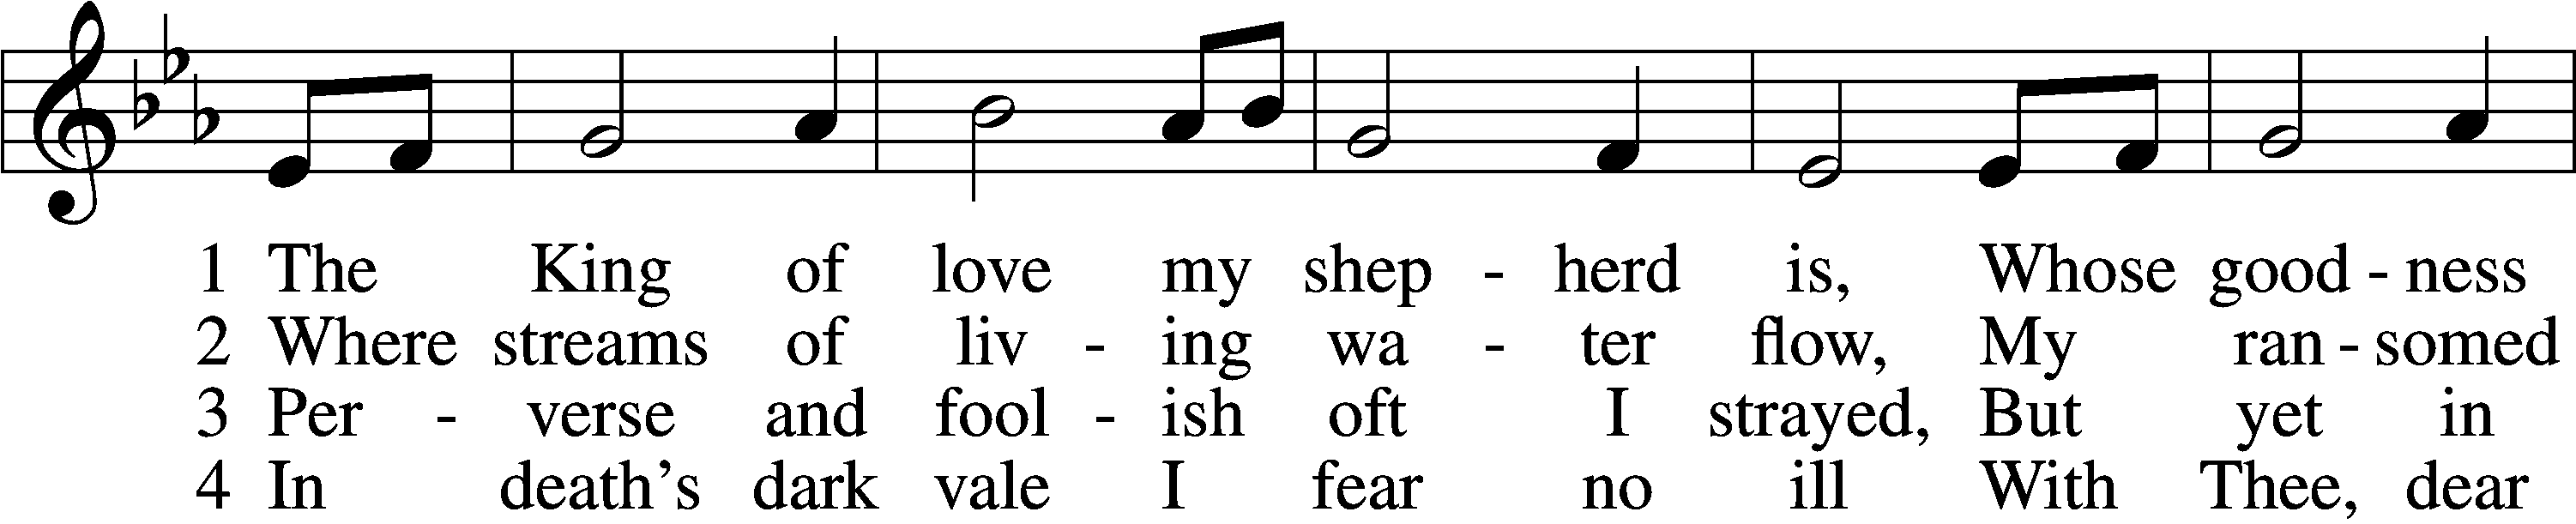 1 The King of love my shep - herd is, Whose good - ness
2 Where streams of liv - ing wa - ter flow, My ran - somed
3 Per - verse and fool - ish oft I strayed, But yet in
4 In death’s dark vale I fear no ill With Thee, dear